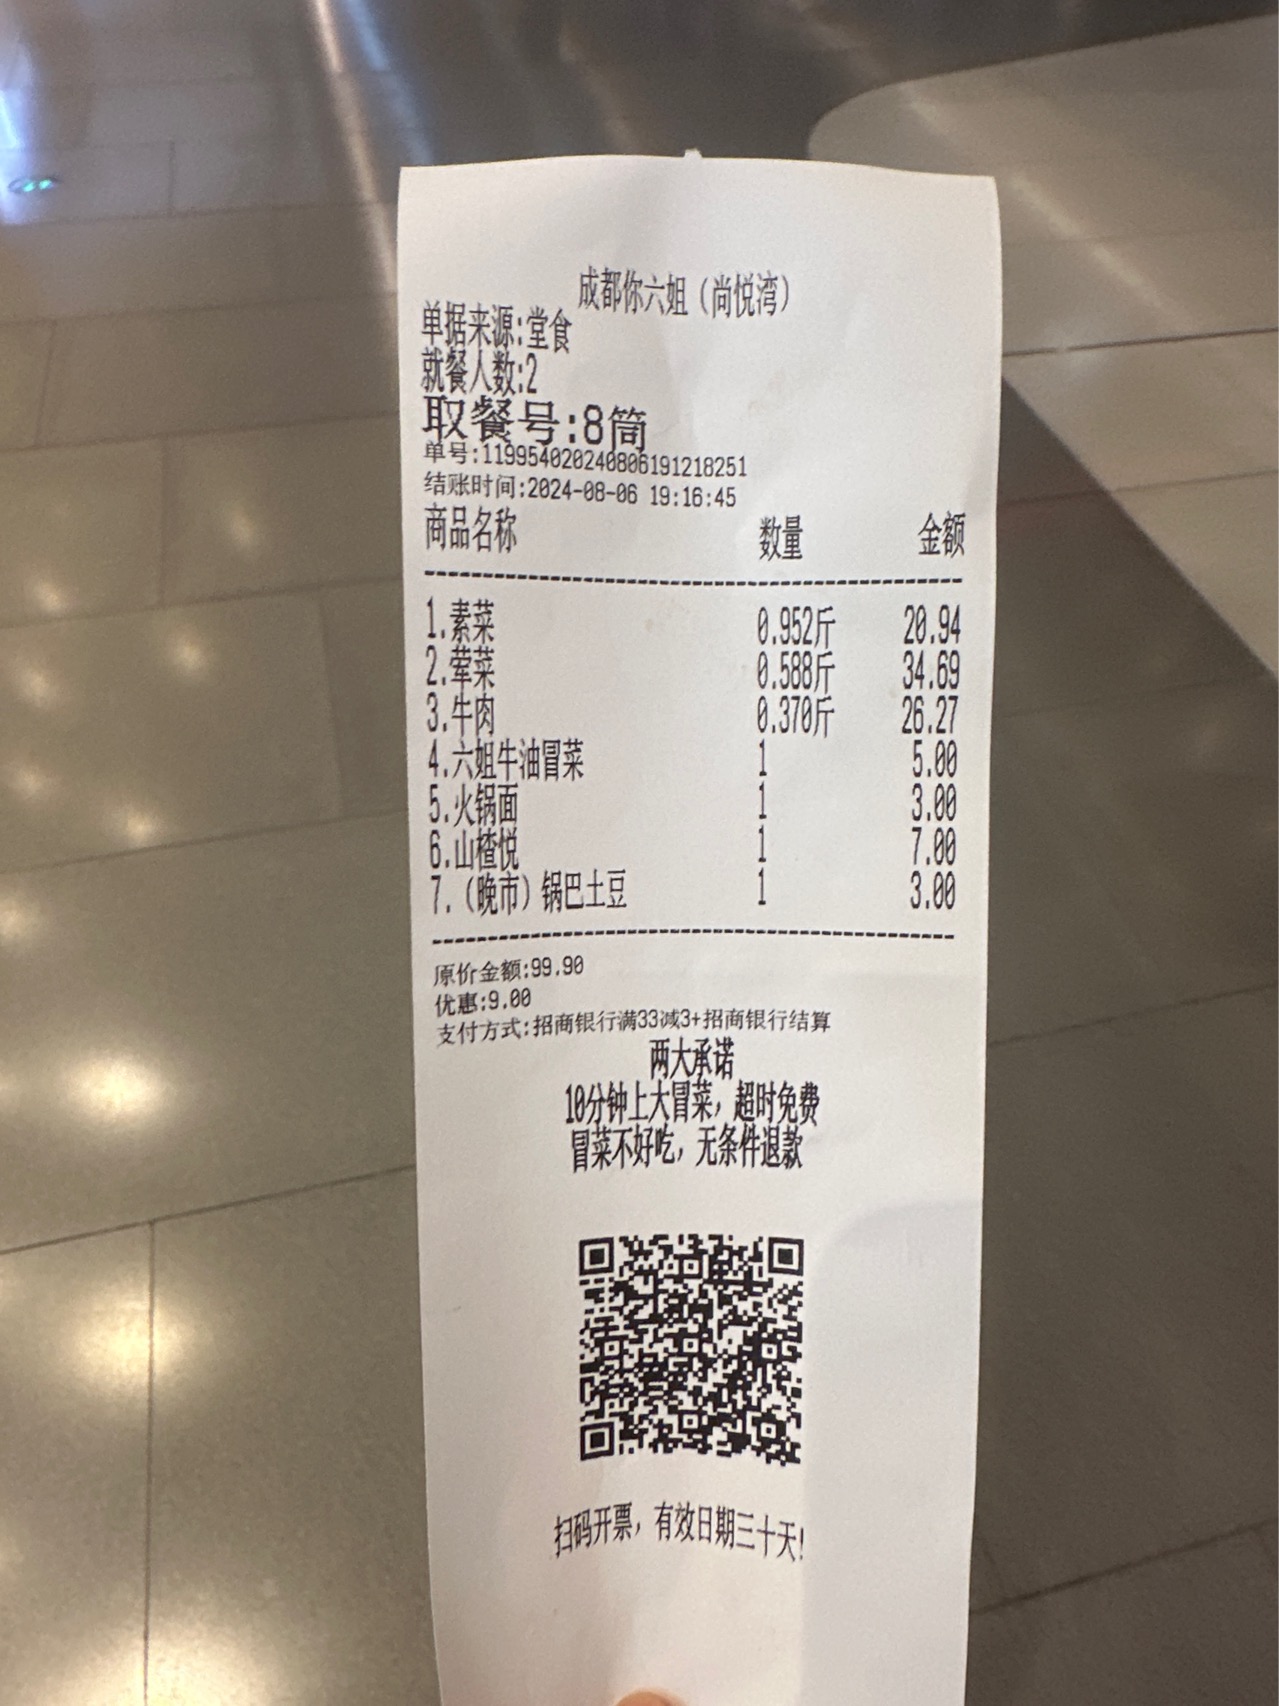 成都你六姐（尚悦湾）
单据来源:堂食
就餐人数:2
取餐号:8筒
单号:119954020240806191218251
结账时间:2024-08-06 19:16:45
商品名称 数量 金额
1.素菜 0.952斤 20.94
2.荤菜 0.588斤 34.69
3.牛肉 0.370斤 26.27
4.六姐牛油冒菜 1 5.00
5.火锅面 1 3.00
6.山楂悦 1 7.00
7.（晚市）锅巴土豆 1 3.00
原价金额:99.90
优惠:9.00
支付方式:招商银行满33减3+招商银行结算
两大承诺
10分钟上大冒菜，超时免费
冒菜不好吃，无条件退款
扫码开票，有效日期三十天!